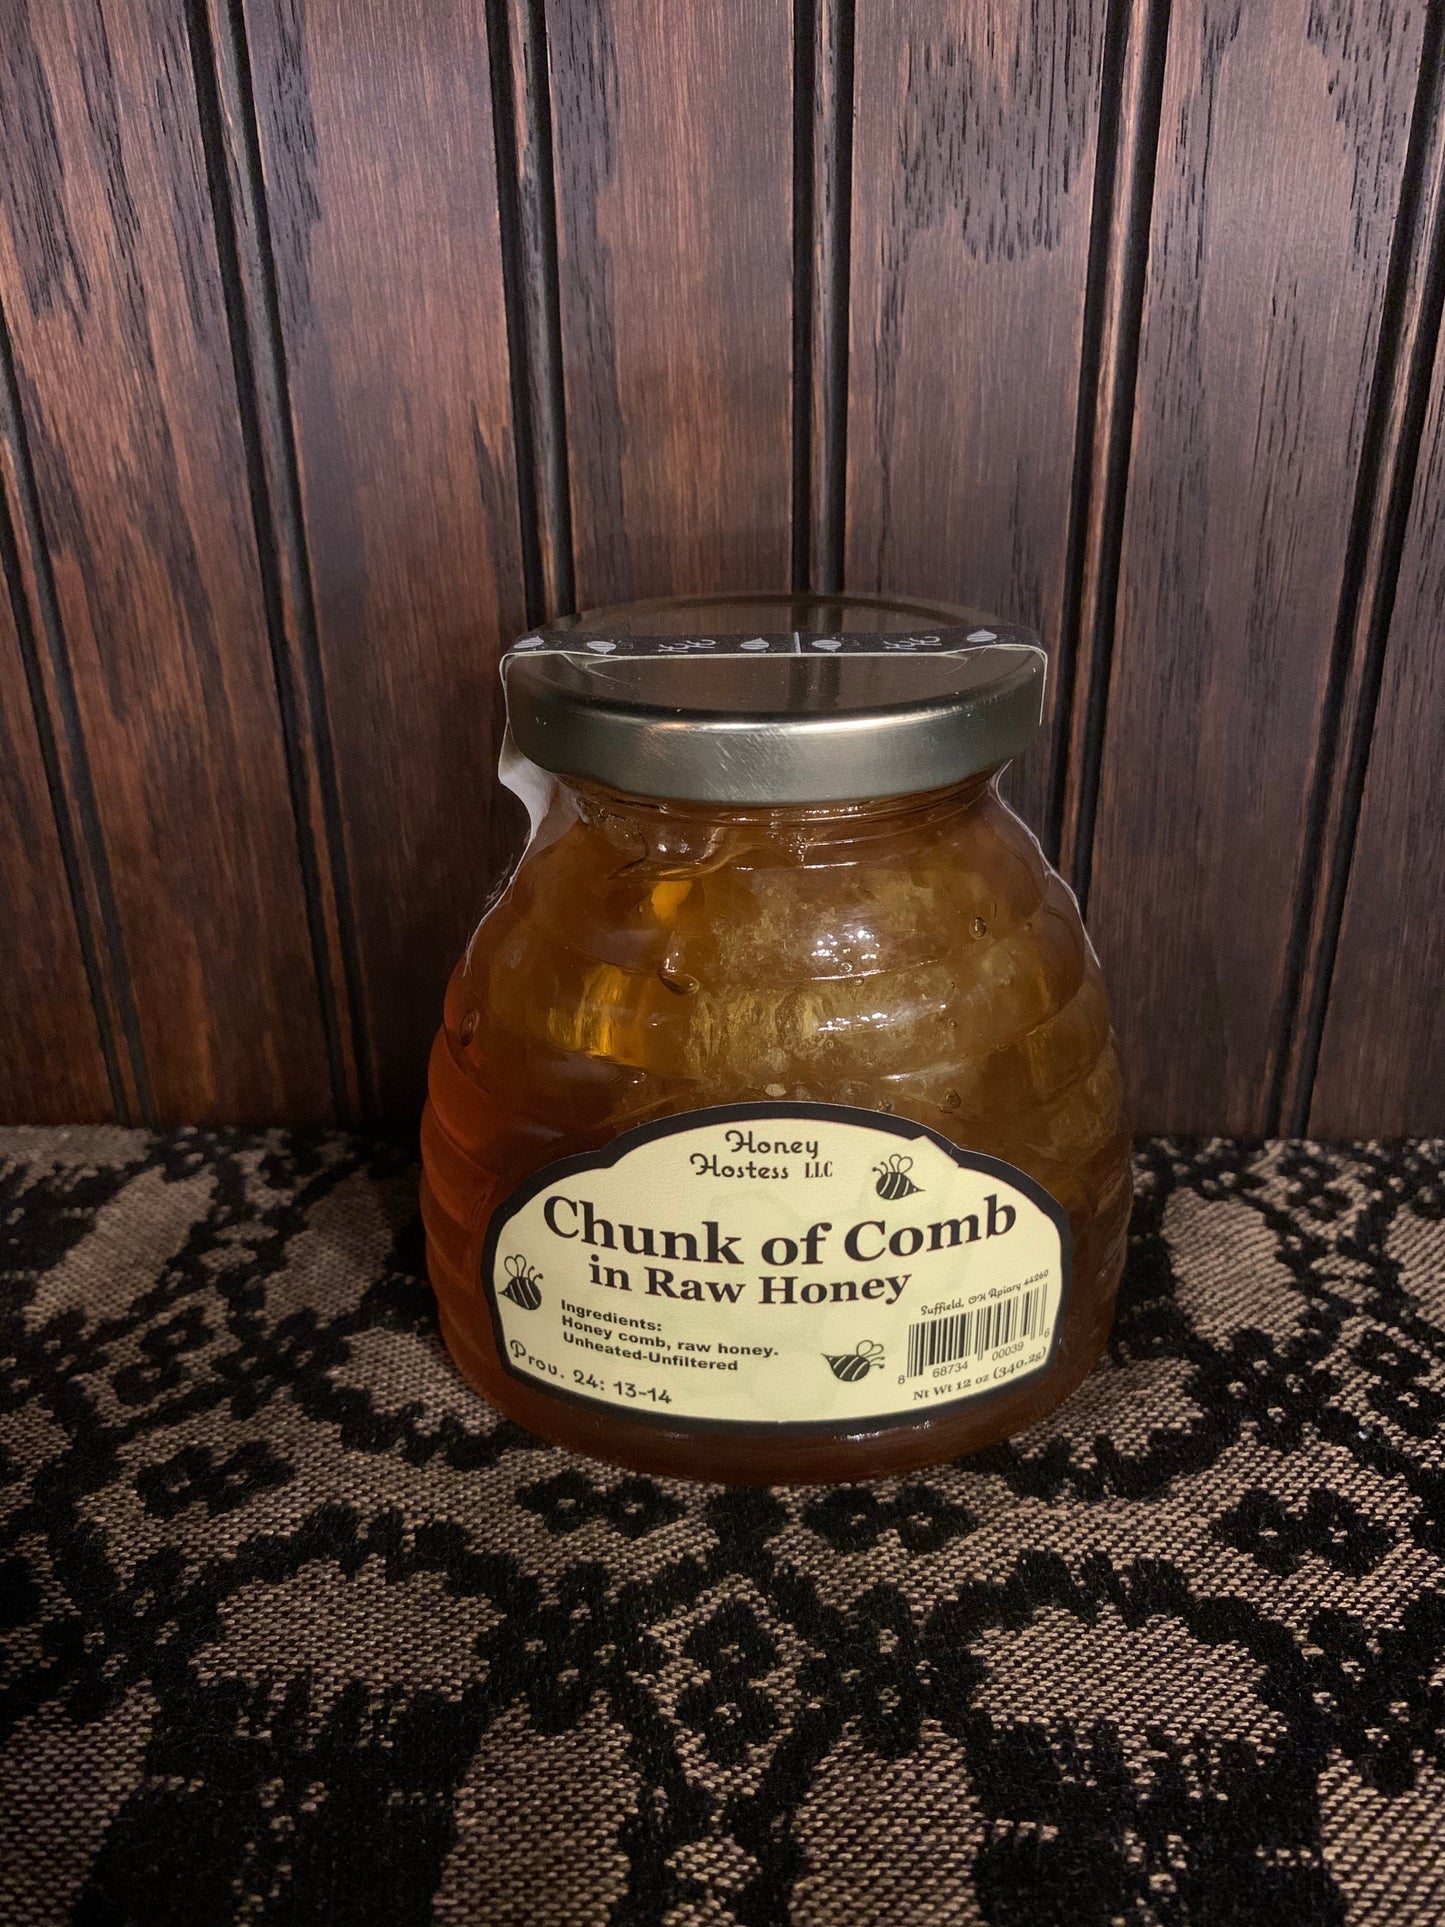 Honey
Hostess LLC
Chunk of Comb
in Raw Honey
Suffield, OH Apiary 44260
Ingredients:
Honey comb, raw honey.
Unheated-Unfiltered
Prov. 24: 13-14
8 68734 00039 6
Nt Wt 12 oz (340.2g)